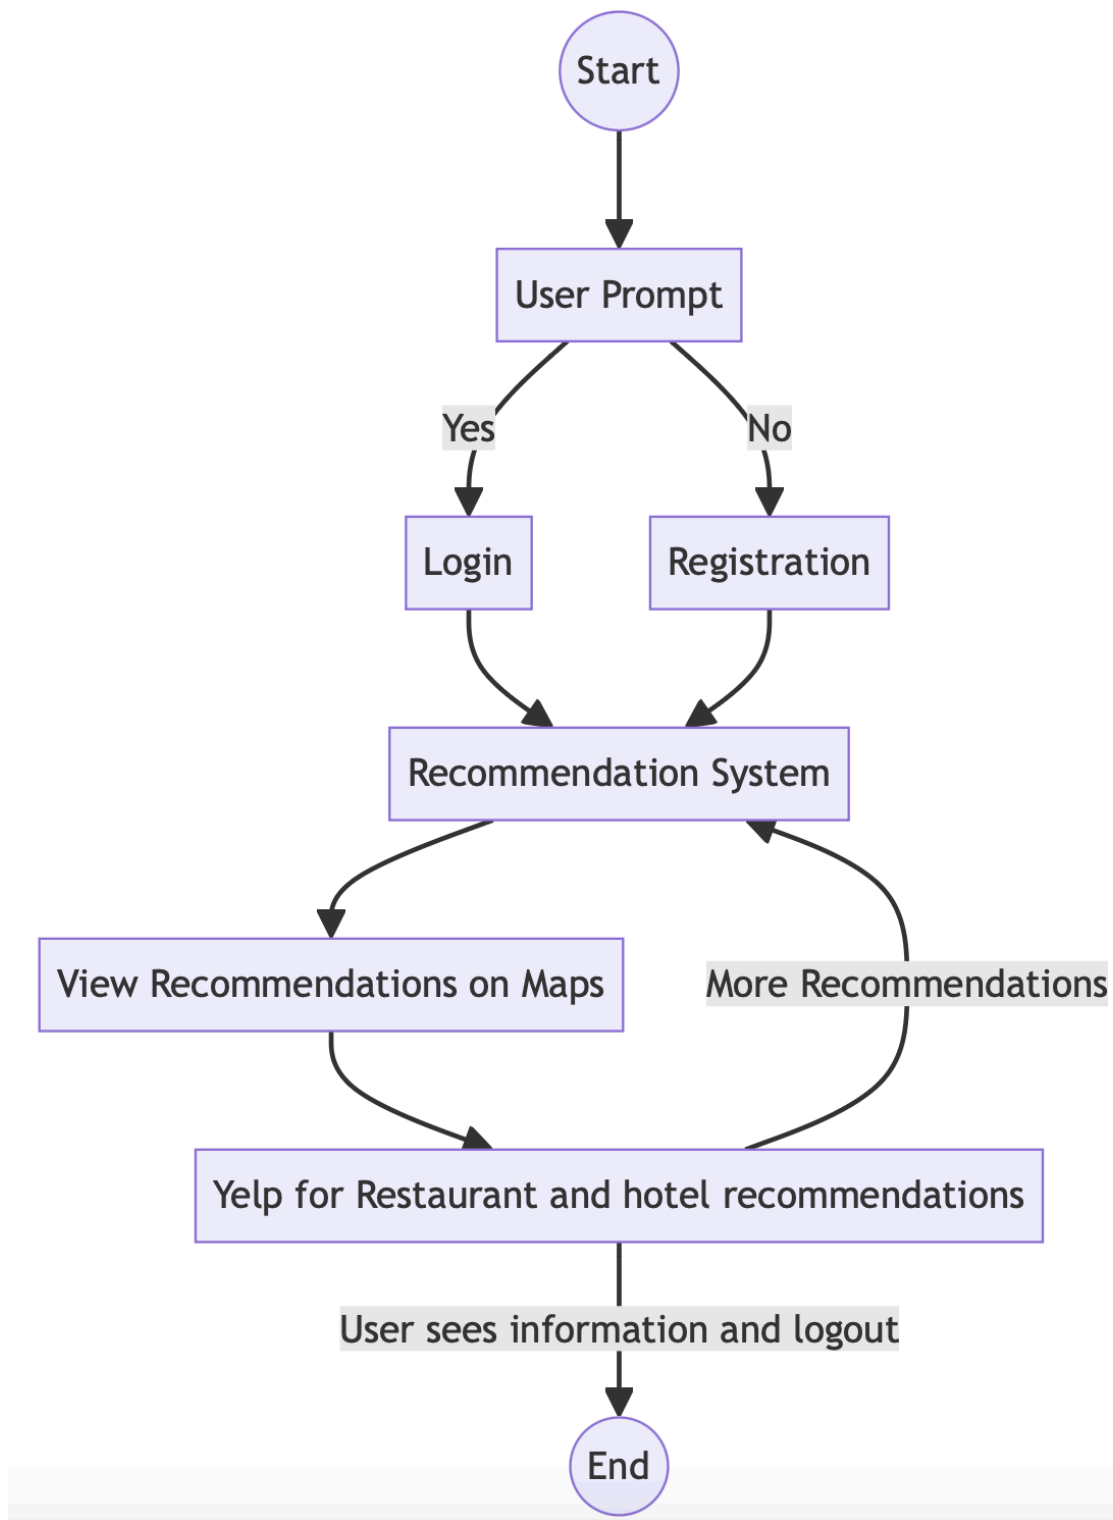 Start
User Prompt
Yes
No
Login
Registration
Recommendation System
View Recommendations on Maps
More Recommendations
Yelp for Restaurant and hotel recommendations
User sees information and logout
End